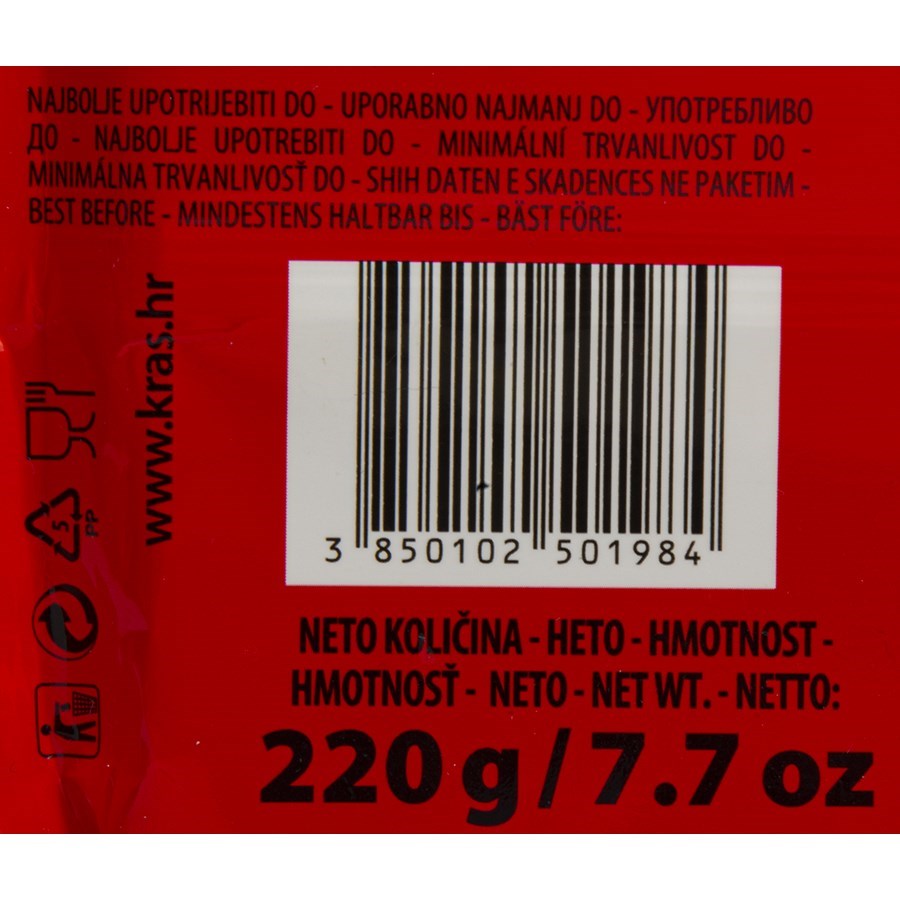 NAJBOLJE UPOTRIJEBITI DO - UPORABNO NAJMANJ DO - УПОТРЕБЛИВО
ДО - NAJBOLJE UPOTREBITI DO - MINIMÁLNÍ TRVANLIVOST DO -
MINIMÁLNA TRVANLIVOSŤ DO - SHIH DATEN E SKADENCES NE PAKETIM -
BEST BEFORE - MINDESTENS HALTBAR BIS - BÄST FÖRE:
www.kras.hr
5
PP
3 850102 501984
NETO KOLIČINA - НЕТО - HMOTNOST -
HMOTNOSŤ - NETO - NET WT. - NETTO:
220 g / 7.7 oz